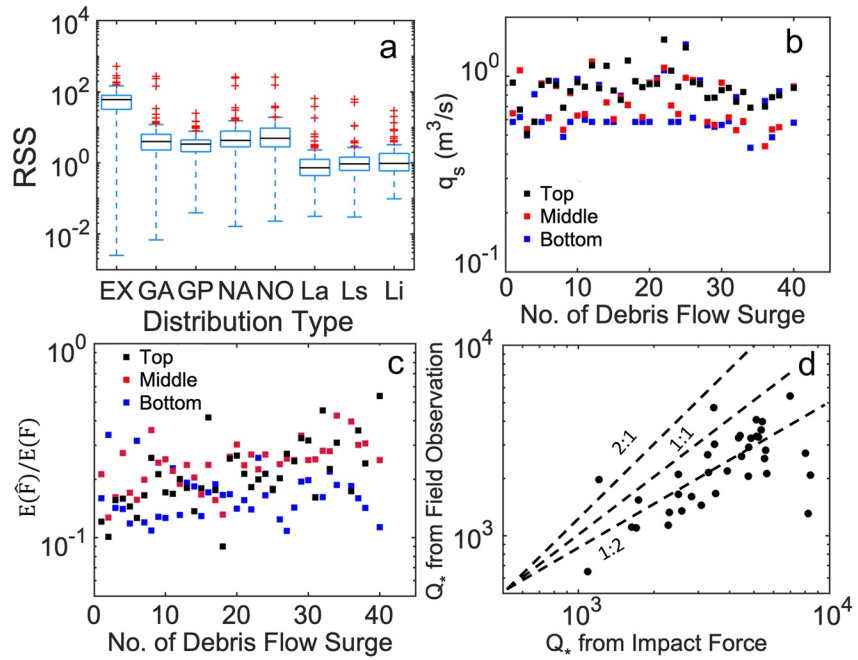 a
10^4
10^2
10^0
10^-2
RSS
EX GA GP NA NO La Ls Li
Distribution Type
b
10^0
10^-1
q_s (m^3/s)
Top
Middle
Bottom
0 10 20 30 40
No. of Debris Flow Surge
c
10^0
10^-1
E(F̂)/E(F)
Top
Middle
Bottom
0 10 20 30 40
No. of Debris Flow Surge
d
10^4
10^3
Q_* from Field Observation
2:1
1:1
1:2
10^3 10^4
Q_* from Impact Force